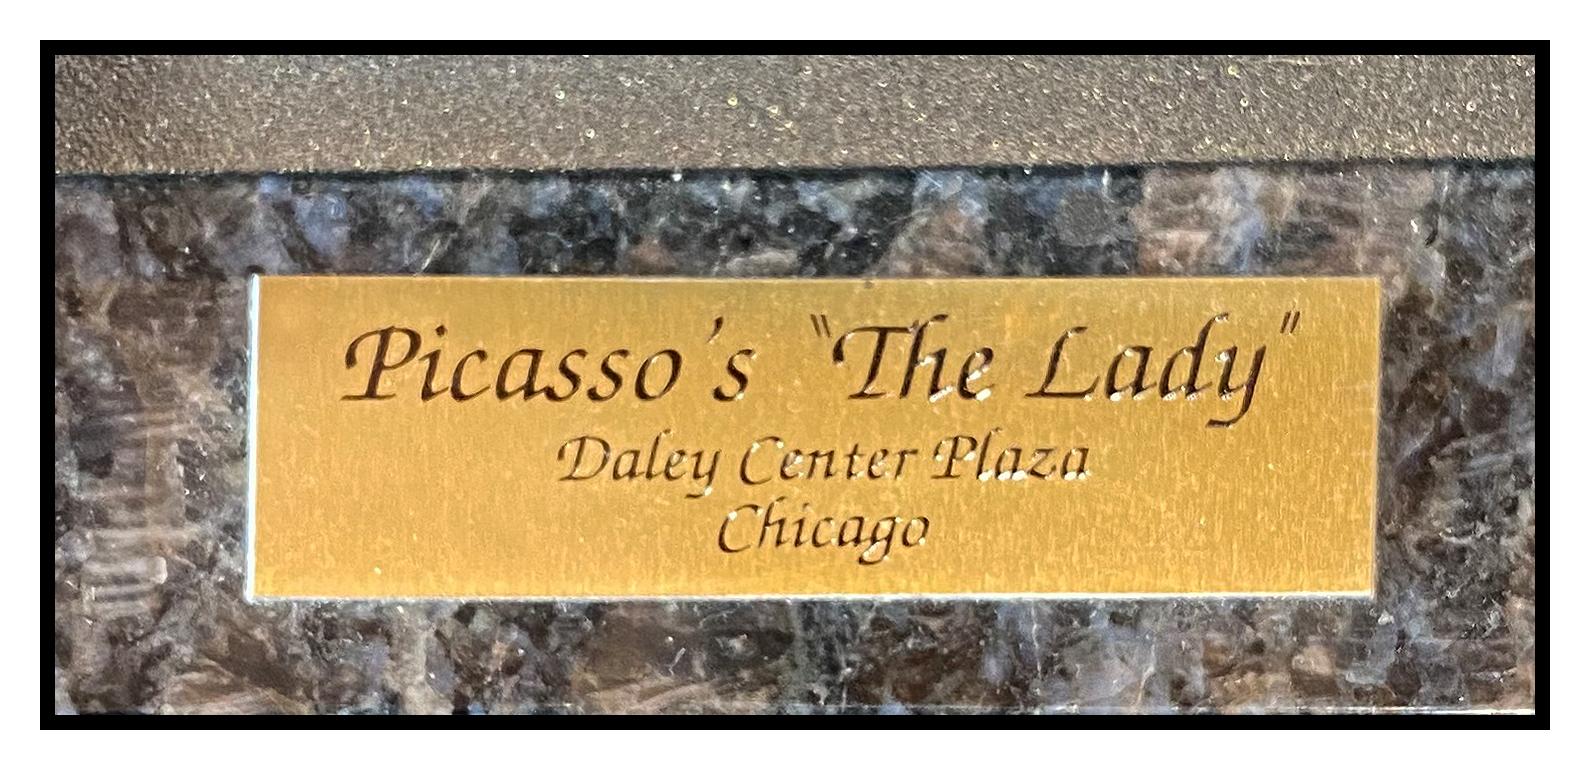 Picasso's "The Lady"
Daley Center Plaza
Chicago